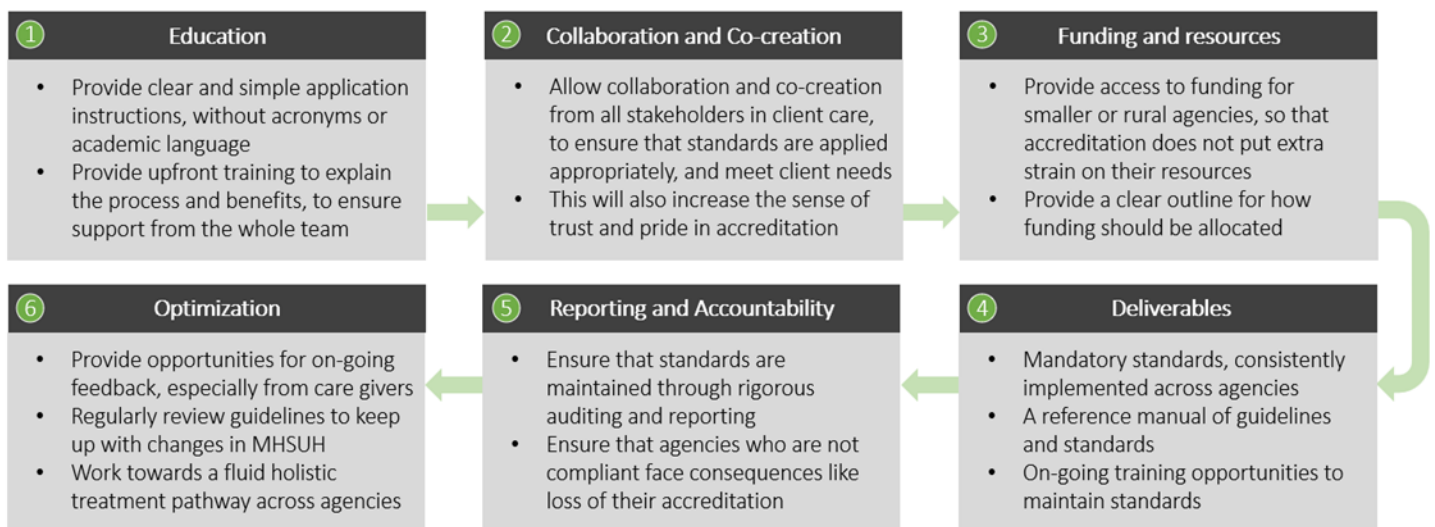 1 Education
• Provide clear and simple application
instructions, without acronyms or
academic language
• Provide upfront training to explain
the process and benefits, to ensure
support from the whole team
2 Collaboration and Co-creation
• Allow collaboration and co-creation
from all stakeholders in client care,
to ensure that standards are applied
appropriately, and meet client needs
• This will also increase the sense of
trust and pride in accreditation
3 Funding and resources
• Provide access to funding for
smaller or rural agencies, so that
accreditation does not put extra
strain on their resources
• Provide a clear outline for how
funding should be allocated
4 Deliverables
• Mandatory standards, consistently
implemented across agencies
• A reference manual of guidelines
and standards
• On-going training opportunities to
maintain standards
5 Reporting and Accountability
• Ensure that standards are
maintained through rigorous
auditing and reporting
• Ensure that agencies who are not
compliant face consequences like
loss of their accreditation
6 Optimization
• Provide opportunities for on-going
feedback, especially from care givers
• Regularly review guidelines to keep
up with changes in MHSUH
• Work towards a fluid holistic
treatment pathway across agencies